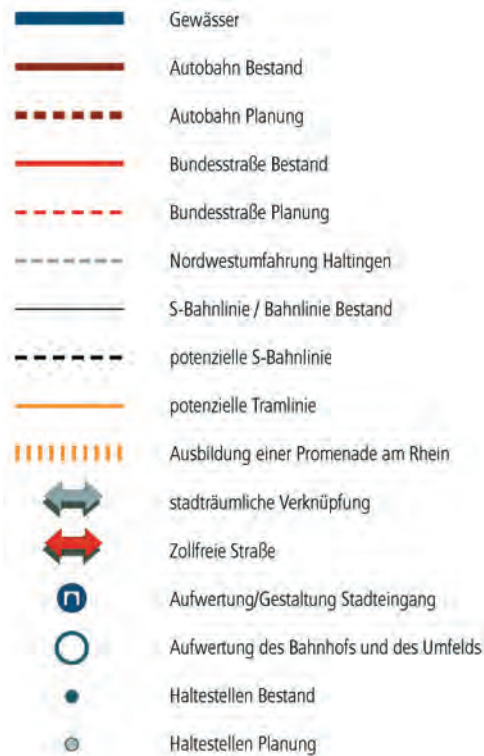 Gewässer
Autobahn Bestand
Autobahn Planung
Bundesstraße Bestand
Bundesstraße Planung
Nordwestumfahrung Haltingen
S-Bahnlinie / Bahnlinie Bestand
potenzielle S-Bahnlinie
potenzielle Tramlinie
Ausbildung einer Promenade am Rhein
stadträumliche Verknüpfung
Zollfreie Straße
Aufwertung/Gestaltung Stadteingang
Aufwertung des Bahnhofs und des Umfelds
Haltestellen Bestand
Haltestellen Planung